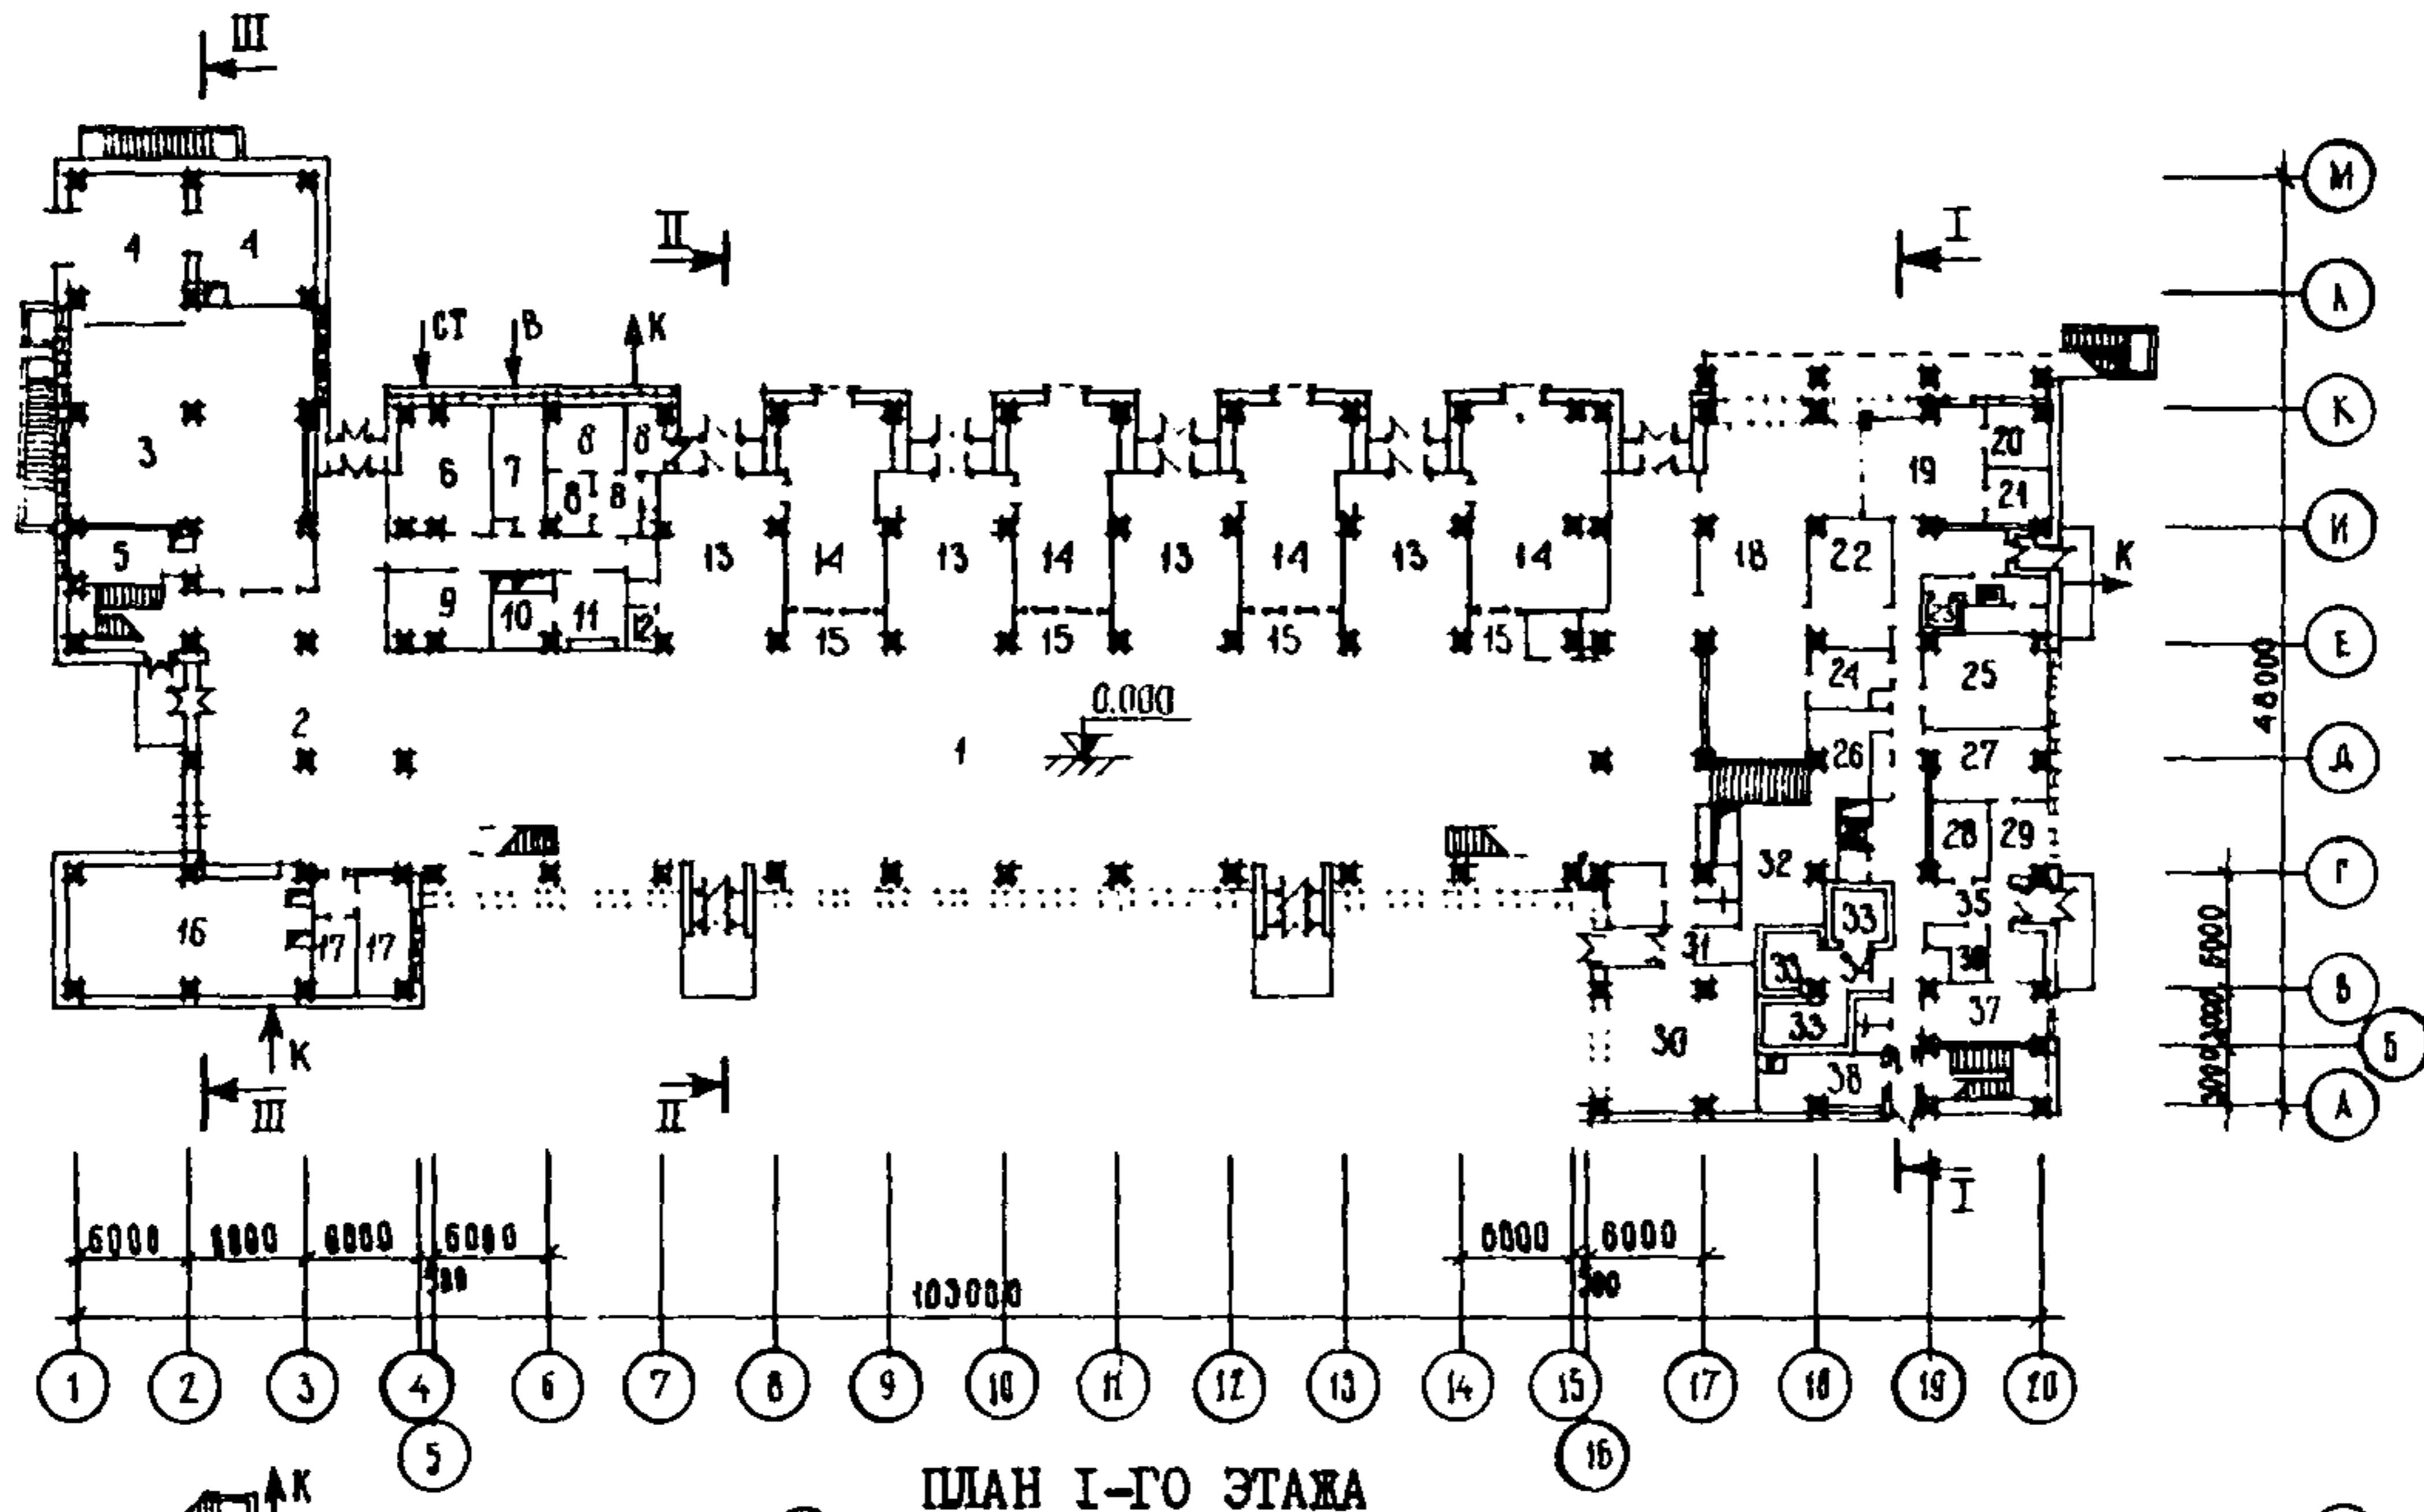 III
II
I
М
4 4
СТ В К
Л
К
3 6 7 8 8 19 20
8 8 21
И
5 13 14 13 14 13 14 13 14 18 22 К
9 10 11 12 23
15 15 15 15 Е
24 25
48000
0.000
2 1 26 27 Д
28 29
32 Г
16 17 17 33 35
31
33 34 36 6000
В
30 33 37 3000
Б
К 38 3000 А
III II
I
6000 6000 6000 6000 6000
103000
1 2 3 4 6 7 8 9 10 11 12 13 14 15 17 18 19 20
5 16
ПЛАН I-ГО ЭТАЖА
К